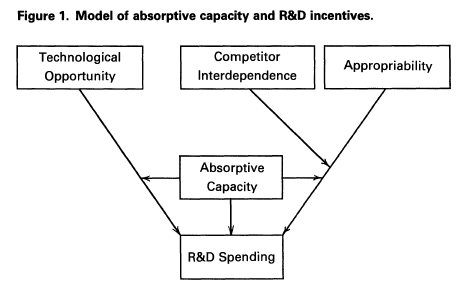 Figure 1. Model of absorptive capacity and R&D incentives.
Technological
Opportunity
Competitor
Interdependence
Appropriability
Absorptive
Capacity
R&D Spending